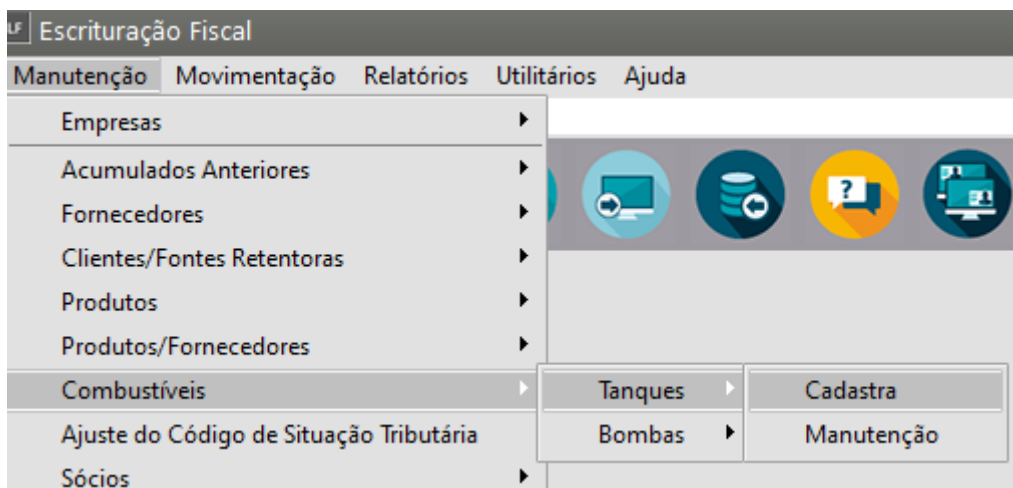 LF Escrituração Fiscal
Manutenção Movimentação Relatórios Utilitários Ajuda
Empresas
Acumulados Anteriores
Fornecedores
Clientes/Fontes Retentoras
Produtos
Produtos/Fornecedores
Combustíveis Tanques Cadastra
Ajuste do Código de Situação Tributária Bombas Manutenção
Sócios